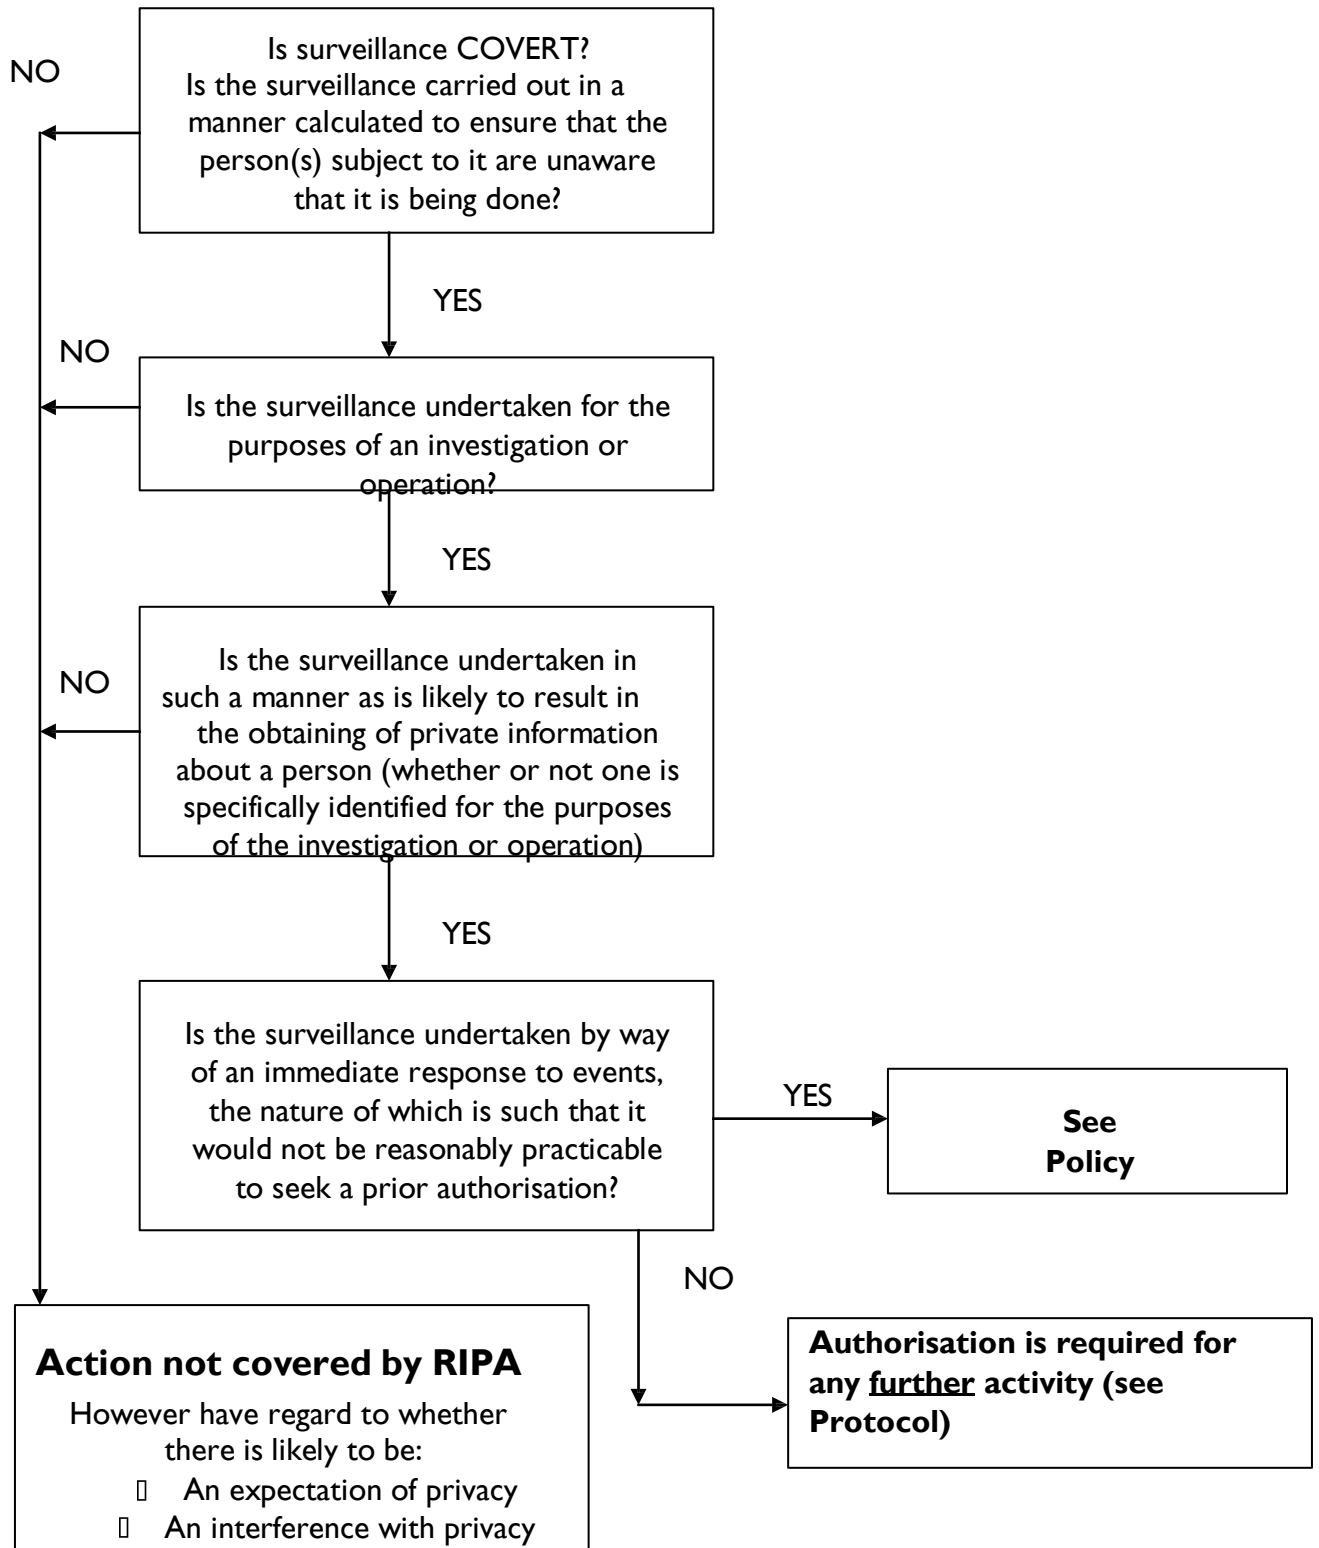 Is surveillance COVERT?
Is the surveillance carried out in a
manner calculated to ensure that the
person(s) subject to it are unaware
that it is being done?
NO
YES
NO
Is the surveillance undertaken for the
purposes of an investigation or
operation?
YES
NO
Is the surveillance undertaken in
such a manner as is likely to result in
the obtaining of private information
about a person (whether or not one is
specifically identified for the purposes
of the investigation or operation)
YES
Is the surveillance undertaken by way
of an immediate response to events,
the nature of which is such that it
would not be reasonably practicable
to seek a prior authorisation?
YES
See
Policy
NO
Authorisation is required for
any further activity (see
Protocol)
Action not covered by RIPA
However have regard to whether
there is likely to be:
An expectation of privacy
An interference with privacy